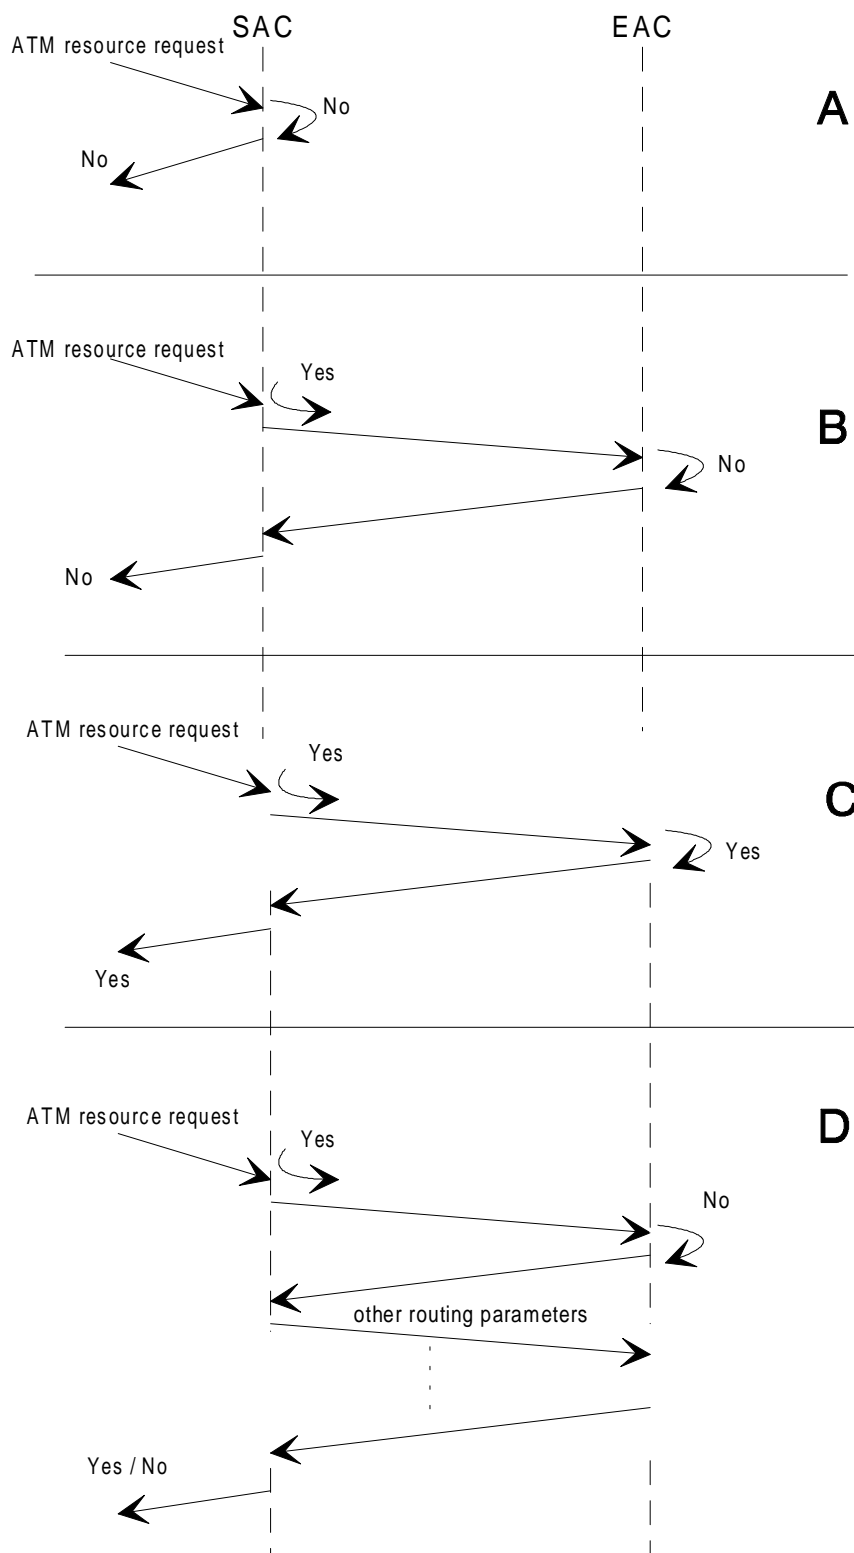 SAC
EAC
ATM resource request
No
A
No
ATM resource request
Yes
B
No
No
ATM resource request
Yes
C
Yes
Yes
ATM resource request
D
Yes
No
other routing parameters
Yes / No